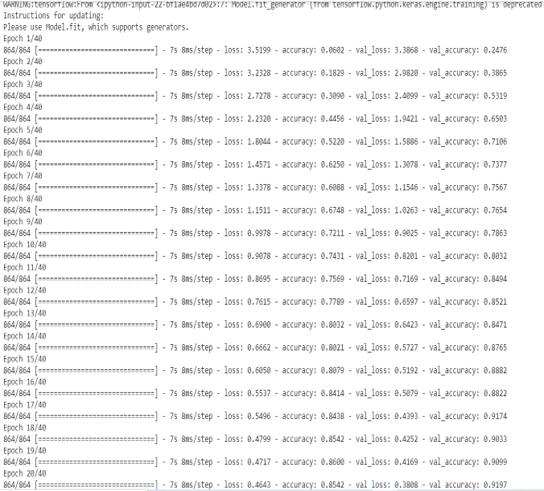 WARNING:tensorflow:From <ipython-input-22-bf1ae4bd7d02>:7: Model.fit_generator (from tensorflow.python.keras.engine.training) is deprecated
Instructions for updating:
Please use Model.fit, which supports generators.
Epoch 1/40
864/864 [==============================] - 7s 8ms/step - loss: 3.5199 - accuracy: 0.0602 - val_loss: 3.3868 - val_accuracy: 0.2476
Epoch 2/40
864/864 [==============================] - 7s 8ms/step - loss: 3.2328 - accuracy: 0.1829 - val_loss: 2.9820 - val_accuracy: 0.3865
Epoch 3/40
864/864 [==============================] - 7s 8ms/step - loss: 2.7278 - accuracy: 0.3090 - val_loss: 2.4099 - val_accuracy: 0.5319
Epoch 4/40
864/864 [==============================] - 7s 8ms/step - loss: 2.2320 - accuracy: 0.4456 - val_loss: 1.9421 - val_accuracy: 0.6503
Epoch 5/40
864/864 [==============================] - 7s 8ms/step - loss: 1.8044 - accuracy: 0.5220 - val_loss: 1.5886 - val_accuracy: 0.7106
Epoch 6/40
864/864 [==============================] - 7s 8ms/step - loss: 1.4571 - accuracy: 0.6250 - val_loss: 1.3078 - val_accuracy: 0.7377
Epoch 7/40
864/864 [==============================] - 7s 8ms/step - loss: 1.3378 - accuracy: 0.6088 - val_loss: 1.1546 - val_accuracy: 0.7567
Epoch 8/40
864/864 [==============================] - 7s 8ms/step - loss: 1.1511 - accuracy: 0.6748 - val_loss: 1.0263 - val_accuracy: 0.7654
Epoch 9/40
864/864 [==============================] - 7s 8ms/step - loss: 0.9978 - accuracy: 0.7211 - val_loss: 0.9025 - val_accuracy: 0.7863
Epoch 10/40
864/864 [==============================] - 7s 8ms/step - loss: 0.9078 - accuracy: 0.7431 - val_loss: 0.8201 - val_accuracy: 0.8032
Epoch 11/40
864/864 [==============================] - 7s 8ms/step - loss: 0.8695 - accuracy: 0.7569 - val_loss: 0.7169 - val_accuracy: 0.8494
Epoch 12/40
864/864 [==============================] - 7s 8ms/step - loss: 0.7615 - accuracy: 0.7789 - val_loss: 0.6597 - val_accuracy: 0.8521
Epoch 13/40
864/864 [==============================] - 7s 8ms/step - loss: 0.6900 - accuracy: 0.8032 - val_loss: 0.6423 - val_accuracy: 0.8471
Epoch 14/40
864/864 [==============================] - 7s 8ms/step - loss: 0.6662 - accuracy: 0.8021 - val_loss: 0.5727 - val_accuracy: 0.8765
Epoch 15/40
864/864 [==============================] - 7s 8ms/step - loss: 0.6050 - accuracy: 0.8079 - val_loss: 0.5192 - val_accuracy: 0.8882
Epoch 16/40
864/864 [==============================] - 7s 8ms/step - loss: 0.5537 - accuracy: 0.8414 - val_loss: 0.5079 - val_accuracy: 0.8822
Epoch 17/40
864/864 [==============================] - 7s 8ms/step - loss: 0.5496 - accuracy: 0.8438 - val_loss: 0.4393 - val_accuracy: 0.9174
Epoch 18/40
864/864 [==============================] - 7s 8ms/step - loss: 0.4799 - accuracy: 0.8542 - val_loss: 0.4252 - val_accuracy: 0.9033
Epoch 19/40
864/864 [==============================] - 7s 8ms/step - loss: 0.4717 - accuracy: 0.8600 - val_loss: 0.4169 - val_accuracy: 0.9099
Epoch 20/40
864/864 [==============================] - 7s 8ms/step - loss: 0.4643 - accuracy: 0.8542 - val_loss: 0.3808 - val_accuracy: 0.9197